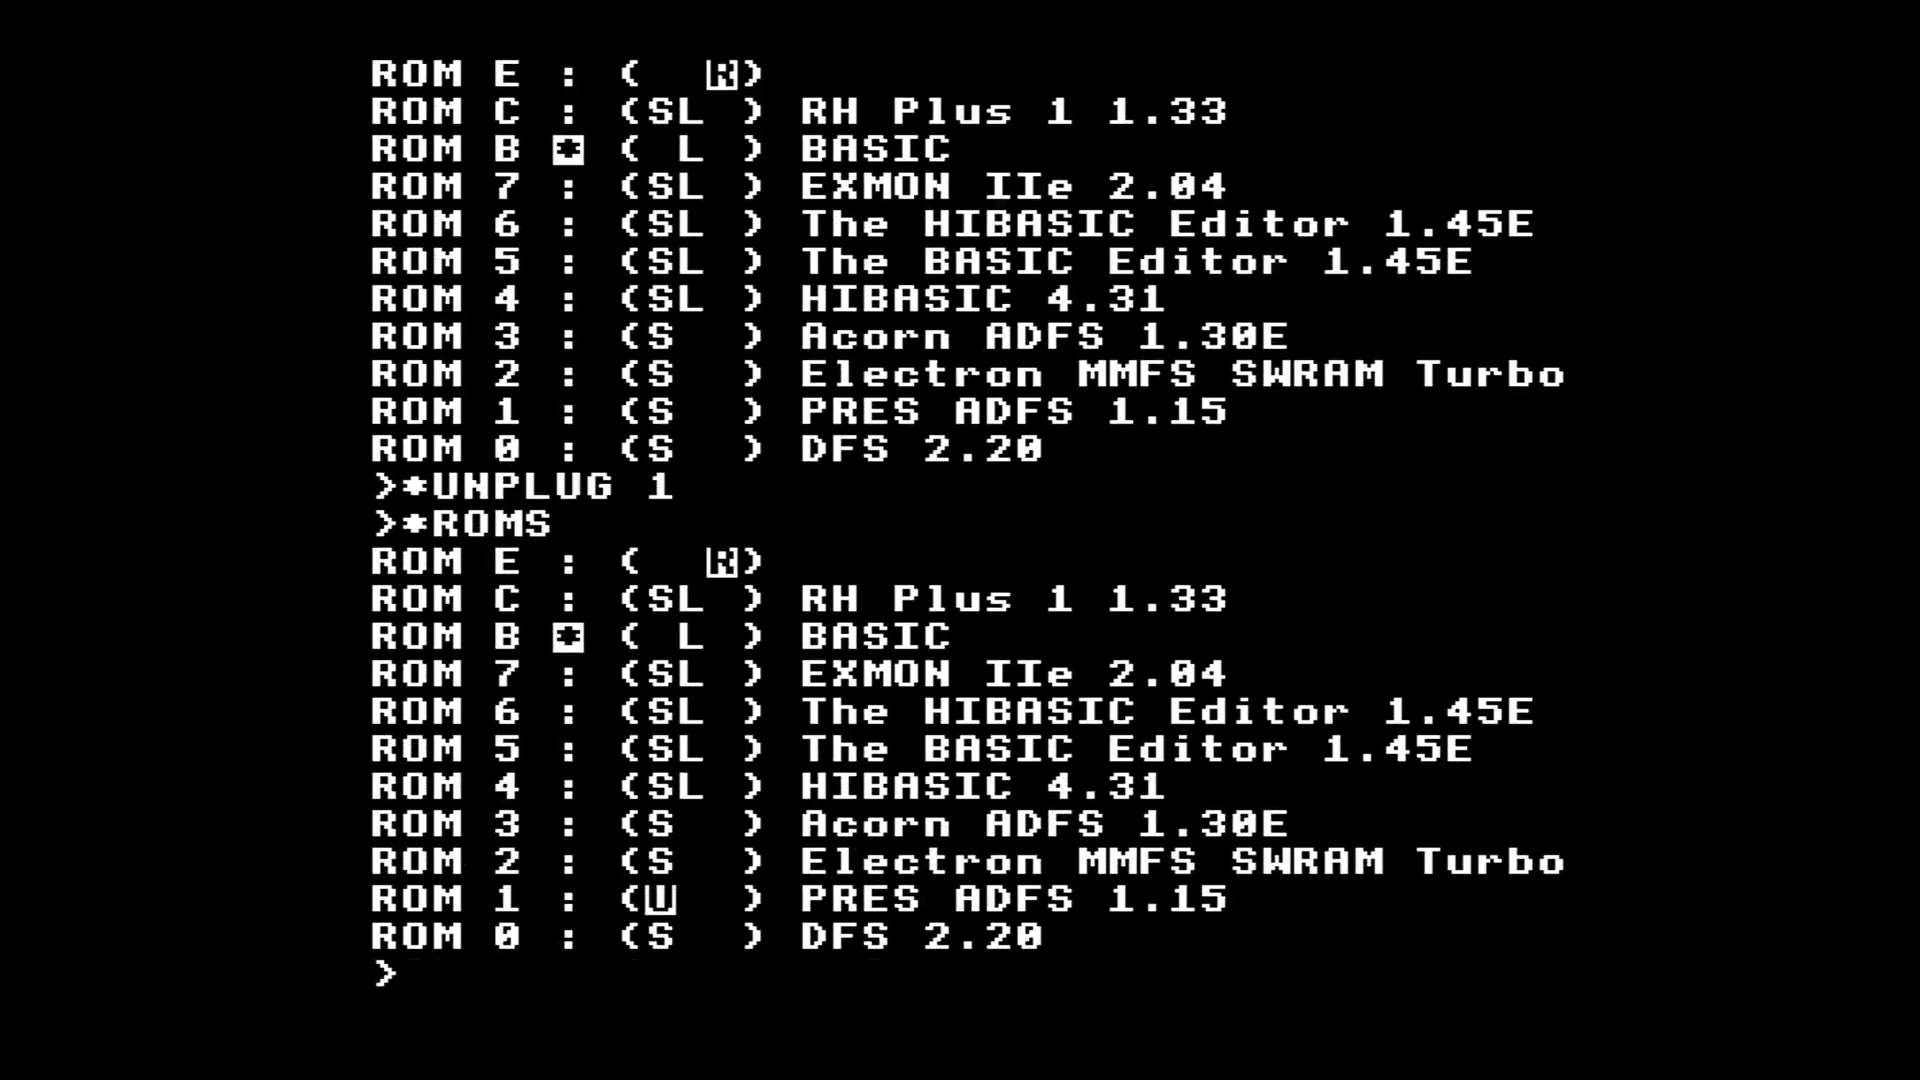 ROM E : (  R)
ROM C : (SL ) RH Plus 1 1.33
ROM B * ( L ) BASIC
ROM 7 : (SL ) EXMON IIe 2.04
ROM 6 : (SL ) The HIBASIC Editor 1.45E
ROM 5 : (SL ) The BASIC Editor 1.45E
ROM 4 : (SL ) HIBASIC 4.31
ROM 3 : (S  ) Acorn ADFS 1.30E
ROM 2 : (S  ) Electron MMFS SWRAM Turbo
ROM 1 : (S  ) PRES ADFS 1.15
ROM 0 : (S  ) DFS 2.20
>*UNPLUG 1
>*ROMS
ROM E : (  R)
ROM C : (SL ) RH Plus 1 1.33
ROM B * ( L ) BASIC
ROM 7 : (SL ) EXMON IIe 2.04
ROM 6 : (SL ) The HIBASIC Editor 1.45E
ROM 5 : (SL ) The BASIC Editor 1.45E
ROM 4 : (SL ) HIBASIC 4.31
ROM 3 : (S  ) Acorn ADFS 1.30E
ROM 2 : (S  ) Electron MMFS SWRAM Turbo
ROM 1 : (U  ) PRES ADFS 1.15
ROM 0 : (S  ) DFS 2.20
>